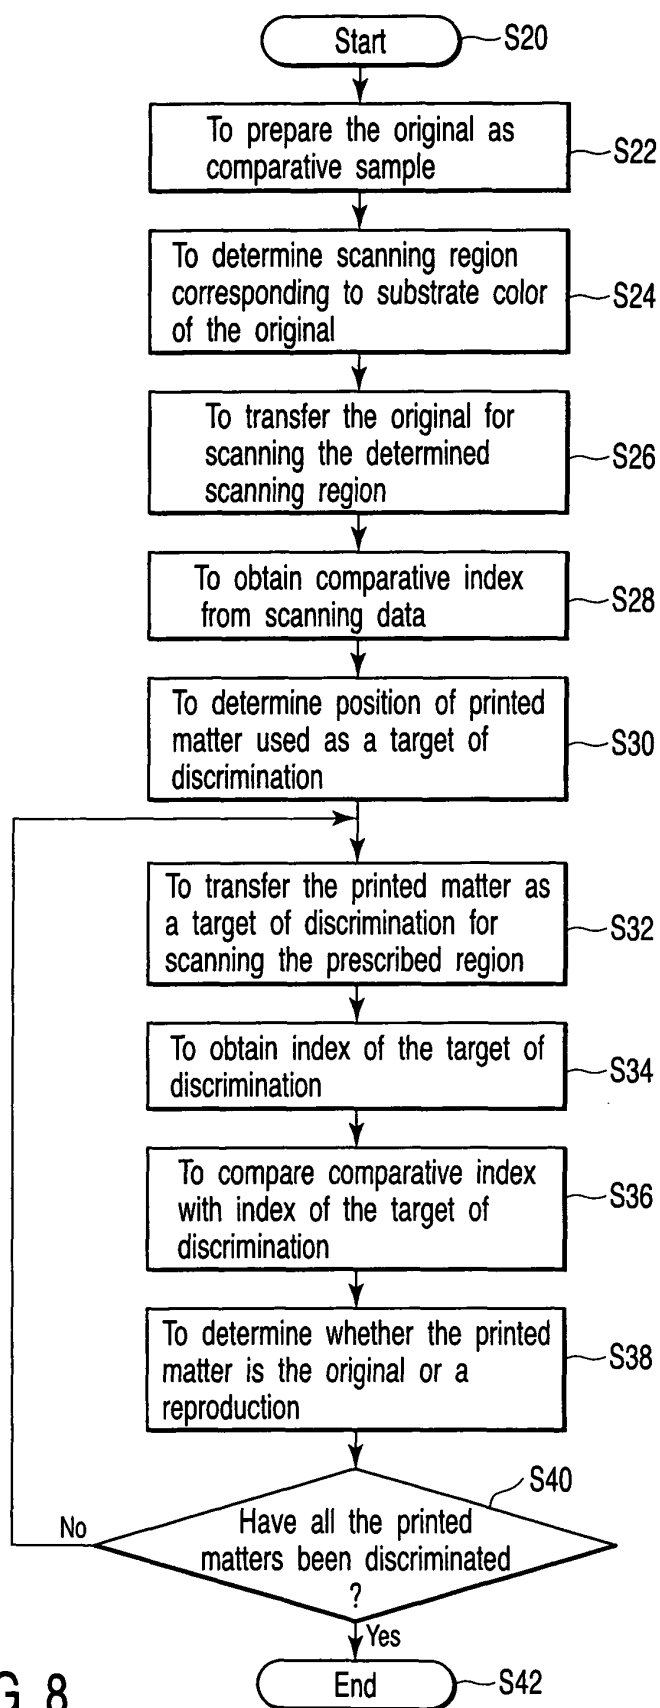 Start
S20
To prepare the original as
comparative sample
S22
To determine scanning region
corresponding to substrate color
of the original
S24
To transfer the original for
scanning the determined
scanning region
S26
To obtain comparative index
from scanning data
S28
To determine position of printed
matter used as a target of
discrimination
S30
To transfer the printed matter as
a target of discrimination for
scanning the prescribed region
S32
To obtain index of the target of
discrimination
S34
To compare comparative index
with index of the target of
discrimination
S36
To determine whether the printed
matter is the original or a
reproduction
S38
S40
Have all the printed
matters been discriminated
?
No
Yes
End
S42
G 8